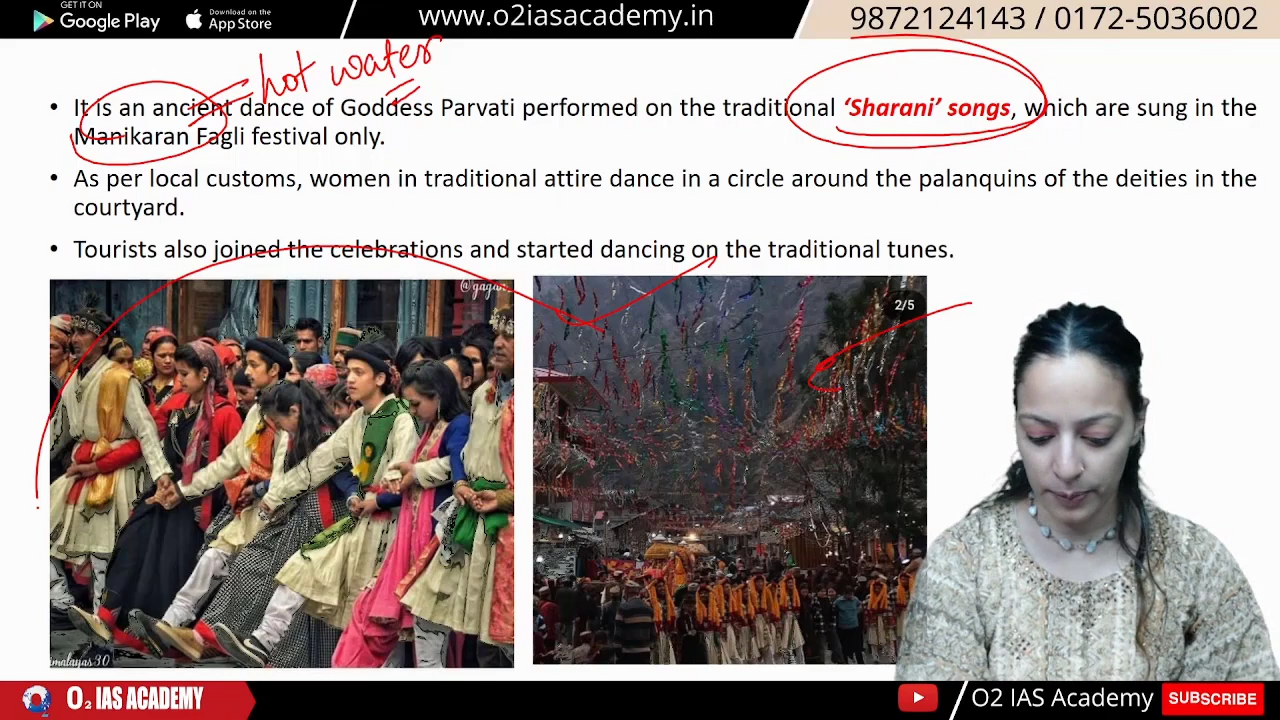 GET IT ON
Google Play
Download on the
App Store
www.o2iasacademy.in
9872124143 / 0172-5036002
hot water
• It is an ancient dance of Goddess Parvati performed on the traditional ‘Sharani’ songs, which are sung in the
Manikaran Fagli festival only.
• As per local customs, women in traditional attire dance in a circle around the palanquins of the deities in the
courtyard.
• Tourists also joined the celebrations and started dancing on the traditional tunes.
2/5
O₂ IAS ACADEMY
O2 IAS Academy
SUBSCRIBE